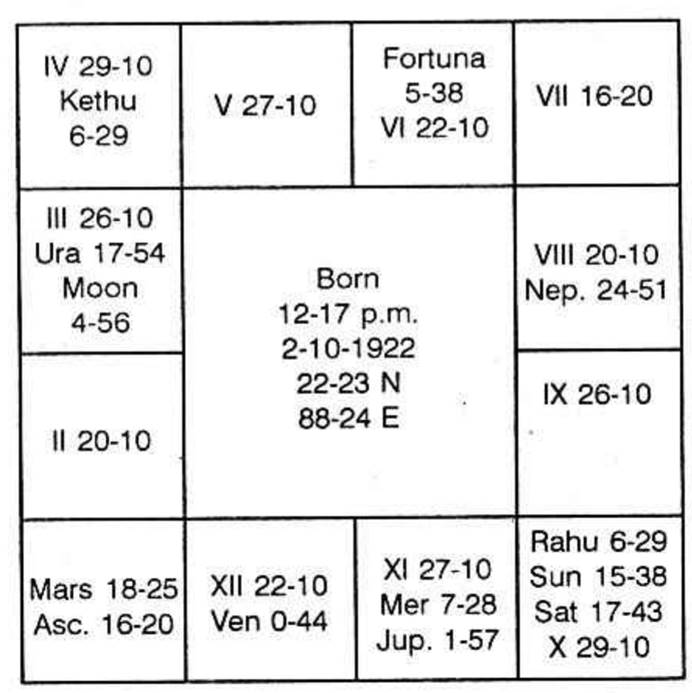 IV 29-10
Kethu
6-29
V 27-10
Fortuna
5-38
VI 22-10
VII 16-20
III 26-10
Ura 17-54
Moon
4-56
Born
12-17 p.m.
2-10-1922
22-23 N
88-24 E
VIII 20-10
Nep. 24-51
II 20-10
IX 26-10
Mars 18-25
Asc. 16-20
XII 22-10
Ven 0-44
XI 27-10
Mer 7-28
Jup. 1-57
Rahu 6-29
Sun 15-38
Sat 17-43
X 29-10